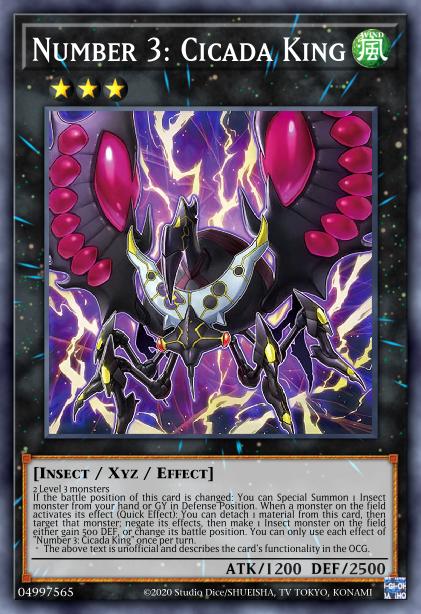 NUMBER 3: CICADA KING
WIND
風
[INSECT / XYZ / EFFECT]
2 Level 3 monsters
If the battle position of this card is changed: You can Special Summon 1 Insect
monster from your hand or GY in Defense Position. When a monster on the field
activates its effect (Quick Effect): You can detach 1 material from this card, then
target that monster; negate its effects, then make 1 Insect monster on the field
either gain 500 DEF, or change its battle position. You can only use each effect of
"Number 3: Cicada King" once per turn.
· The above text is unofficial and describes the card's functionality in the OCG.
ATK/1200 DEF/2500
04997565 ©2020 Studio Dice/SHUEISHA, TV TOKYO, KONAMI